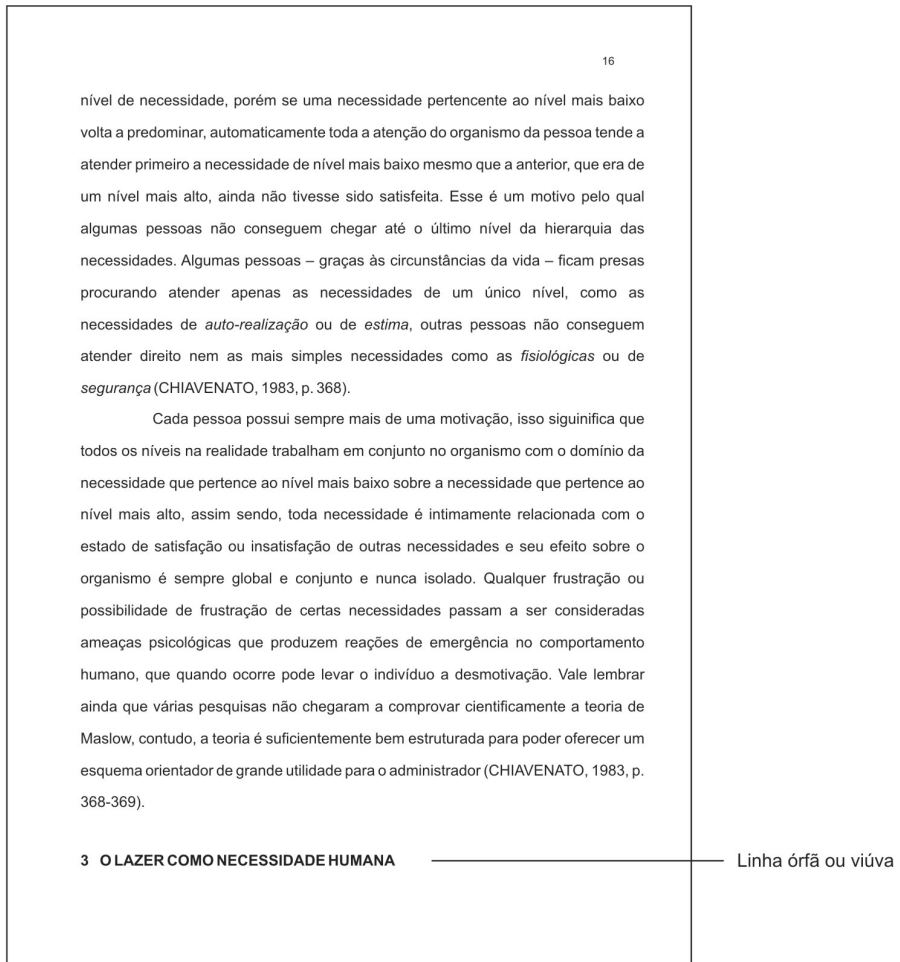 16
nível de necessidade, porém se uma necessidade pertencente ao nível mais baixo
volta a predominar, automaticamente toda a atenção do organismo da pessoa tende a
atender primeiro a necessidade de nível mais baixo mesmo que a anterior, que era de
um nível mais alto, ainda não tivesse sido satisfeita. Esse é um motivo pelo qual
algumas pessoas não conseguem chegar até o último nível da hierarquia das
necessidades. Algumas pessoas – graças às circunstâncias da vida – ficam presas
procurando atender apenas as necessidades de um único nível, como as
necessidades de auto-realização ou de estima, outras pessoas não conseguem
atender direito nem as mais simples necessidades como as fisiológicas ou de
segurança (CHIAVENATO, 1983, p. 368).
Cada pessoa possui sempre mais de uma motivação, isso siguinifica que
todos os níveis na realidade trabalham em conjunto no organismo com o domínio da
necessidade que pertence ao nível mais baixo sobre a necessidade que pertence ao
nível mais alto, assim sendo, toda necessidade é intimamente relacionada com o
estado de satisfação ou insatisfação de outras necessidades e seu efeito sobre o
organismo é sempre global e conjunto e nunca isolado. Qualquer frustração ou
possibilidade de frustração de certas necessidades passam a ser consideradas
ameaças psicológicas que produzem reações de emergência no comportamento
humano, que quando ocorre pode levar o indivíduo a desmotivação. Vale lembrar
ainda que várias pesquisas não chegaram a comprovar cientificamente a teoria de
Maslow, contudo, a teoria é suficientemente bem estruturada para poder oferecer um
esquema orientador de grande utilidade para o administrador (CHIAVENATO, 1983, p.
368-369).
3 O LAZER COMO NECESSIDADE HUMANA
Linha órfã ou viúva